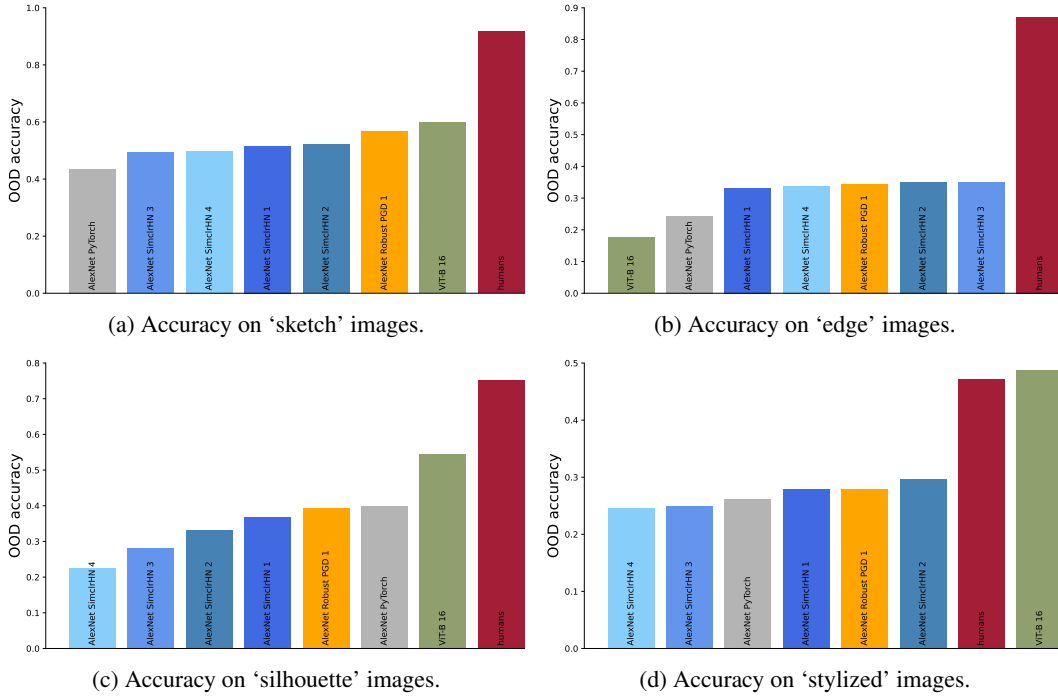 1.0
0.8
0.6
0.4
0.2
0.0
OOD accuracy
AlexNet PyTorch
AlexNet SimclrHN 3
AlexNet SimclrHN 4
AlexNet SimclrHN 1
AlexNet SimclrHN 2
AlexNet Robust PGD 1
ViT-B 16
humans
(a) Accuracy on ‘sketch’ images.
0.9
0.8
0.7
0.6
0.5
0.4
0.3
0.2
0.1
0.0
OOD accuracy
ViT-B 16
AlexNet PyTorch
AlexNet SimclrHN 1
AlexNet SimclrHN 4
AlexNet Robust PGD 1
AlexNet SimclrHN 2
AlexNet SimclrHN 3
humans
(b) Accuracy on ‘edge’ images.
0.8
0.7
0.6
0.5
0.4
0.3
0.2
0.1
0.0
OOD accuracy
AlexNet SimclrHN 4
AlexNet SimclrHN 3
AlexNet SimclrHN 2
AlexNet SimclrHN 1
AlexNet Robust PGD 1
AlexNet PyTorch
ViT-B 16
humans
(c) Accuracy on ‘silhouette’ images.
0.5
0.4
0.3
0.2
0.1
0.0
OOD accuracy
AlexNet SimclrHN 4
AlexNet SimclrHN 3
AlexNet PyTorch
AlexNet SimclrHN 1
AlexNet Robust PGD 1
AlexNet SimclrHN 2
humans
ViT-B 16
(d) Accuracy on ‘stylized’ images.